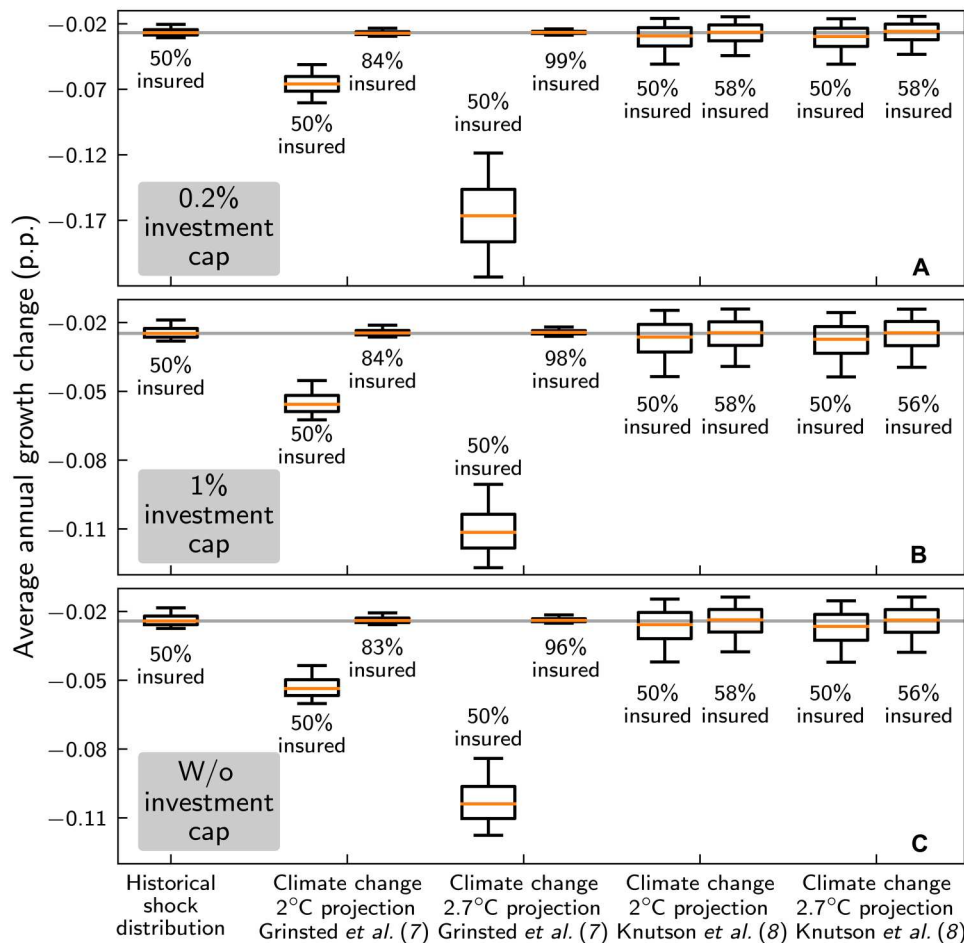 Average annual growth change (p.p.)
−0.02
−0.07
−0.12
−0.17
50%
insured
50%
insured
84%
insured
50%
insured
99%
insured
50%
insured
58%
insured
50%
insured
58%
insured
0.2%
investment
cap
A
−0.02
−0.05
−0.08
−0.11
50%
insured
50%
insured
84%
insured
50%
insured
98%
insured
50%
insured
58%
insured
50%
insured
56%
insured
1%
investment
cap
B
−0.02
−0.05
−0.08
−0.11
50%
insured
50%
insured
83%
insured
50%
insured
96%
insured
50%
insured
58%
insured
50%
insured
56%
insured
W/o
investment
cap
C
Historical
shock
distribution
Climate change
2°C projection
Grinsted et al. (7)
Climate change
2.7°C projection
Grinsted et al. (7)
Climate change
2°C projection
Knutson et al. (8)
Climate change
2.7°C projection
Knutson et al. (8)